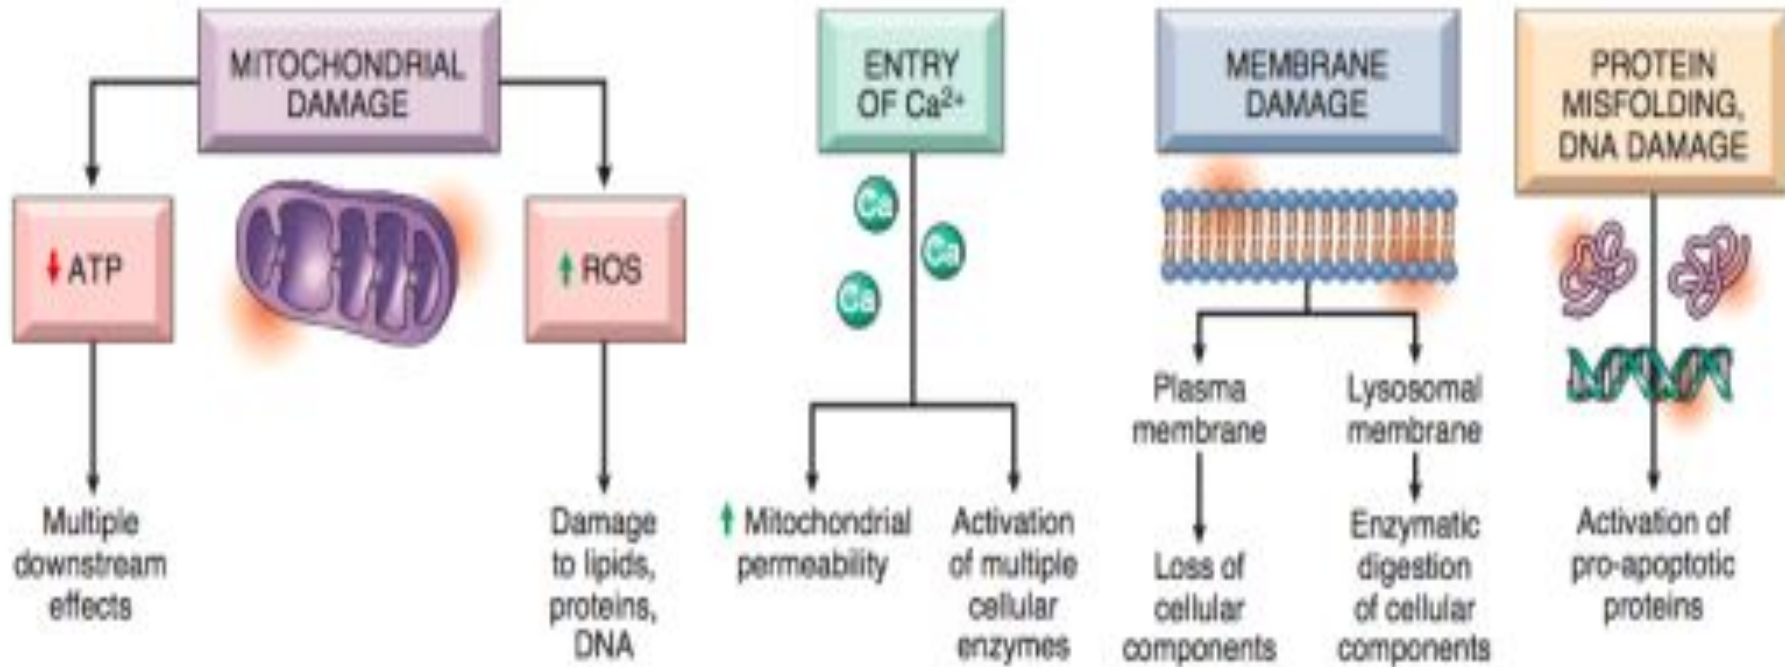 MITOCHONDRIAL
DAMAGE
↓ ATP
↑ ROS
Multiple
downstream
effects
Damage
to lipids,
proteins,
DNA
ENTRY
OF Ca²⁺
Ca
Ca
Ca
↑ Mitochondrial
permeability
Activation
of multiple
cellular
enzymes
MEMBRANE
DAMAGE
Plasma
membrane
Loss of
cellular
components
Lysosomal
membrane
Enzymatic
digestion
of cellular
components
PROTEIN
MISFOLDING,
DNA DAMAGE
Activation of
pro-apoptotic
proteins